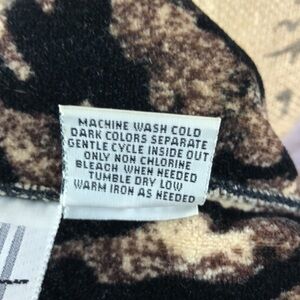 MACHINE WASH COLD
DARK COLORS SEPARATE
GENTLE CYCLE INSIDE OUT
ONLY NON CHLORINE
BLEACH WHEN NEEDED
TUMBLE DRY LOW
WARM IRON AS NEEDED